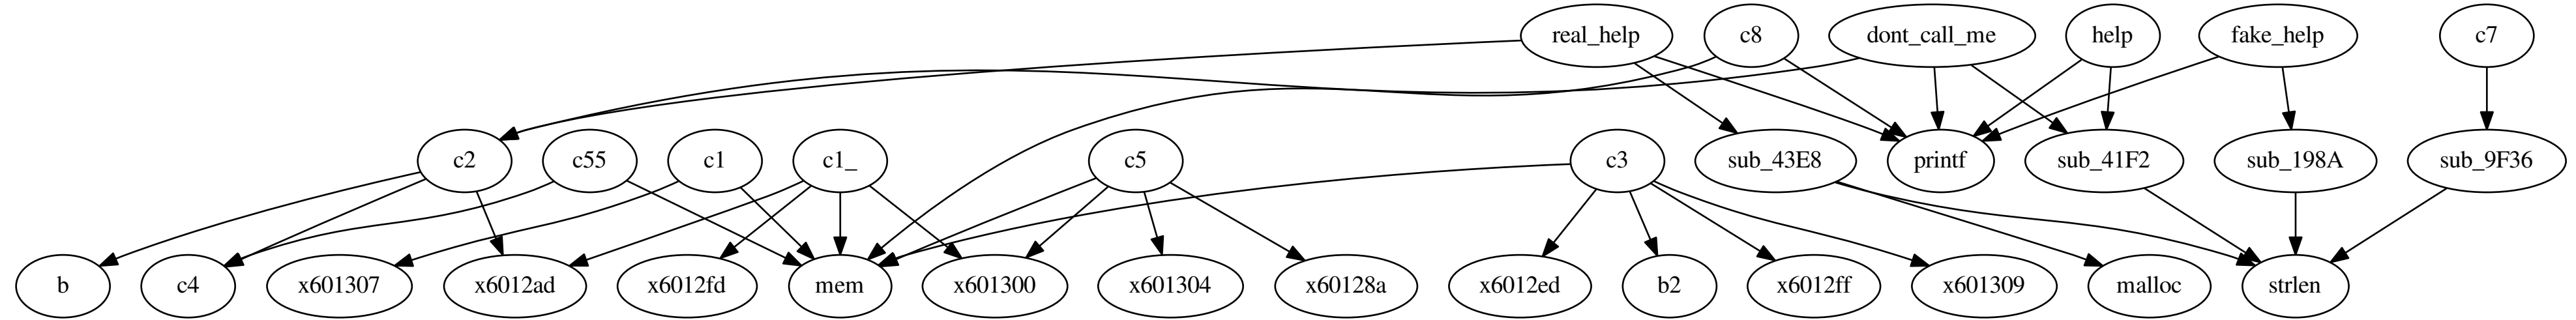 real_help
c8
dont_call_me
help
fake_help
c7
c2
c55
c1
c1_
c5
c3
sub_43E8
printf
sub_41F2
sub_198A
sub_9F36
b
c4
x601307
x6012ad
x6012fd
mem
x601300
x601304
x60128a
x6012ed
b2
x6012ff
x601309
malloc
strlen